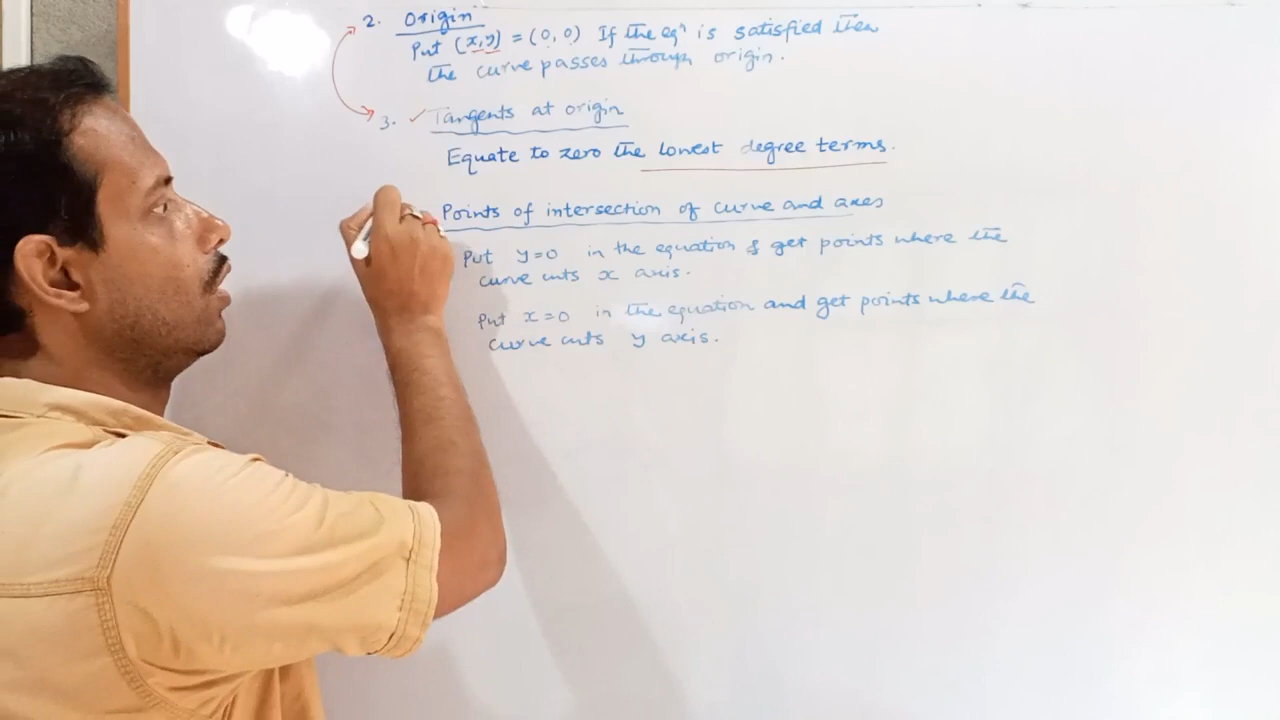 2. Origin
Put (x,y) = (0,0) If the eqn is satisfied then
the curve passes through origin.
3. ✓ Tangents at origin
Equate to zero the lowest degree terms.
Points of intersection of curve and axes
Put y=0 in the equation & get points where the
curve cuts x axis.
Put x=0 in the equation and get points where the
curve cuts y axis.